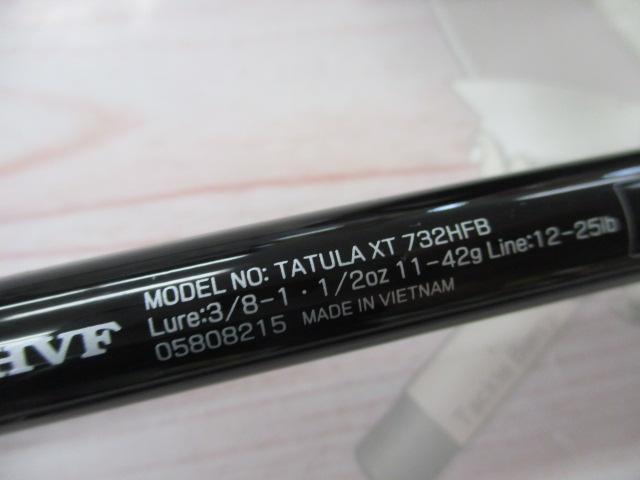 HVF
MODEL NO: TATULA XT 732HFB
Lure:3/8-1・1/2oz 11-42g Line:12-25lb
05808215 MADE IN VIETNAM